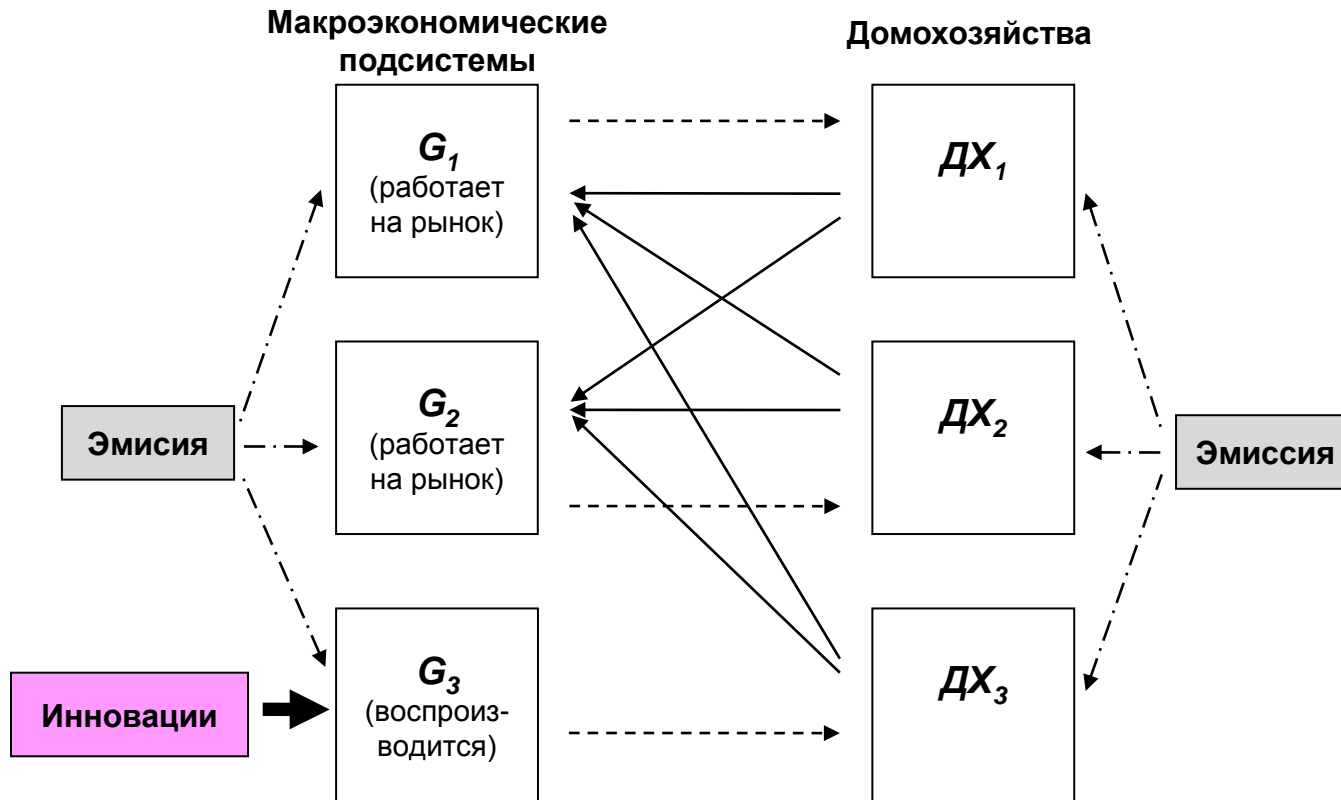 Макроэкономические
подсистемы
Домохозяйства
G1
(работает
на рынок)
ДХ1
G2
(работает
на рынок)
ДХ2
Эмисия
Эмиссия
G3
(воспроиз-
водится)
ДХ3
Инновации